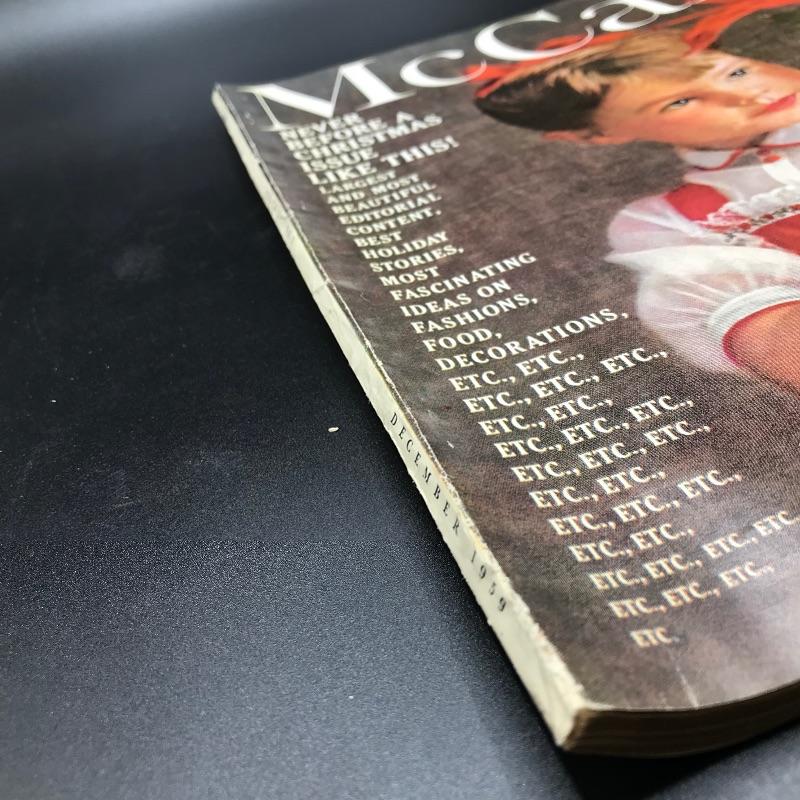 McCa
NEVER
BEFORE A
CHRISTMAS
ISSUE
LIKE THIS!
LARGEST
AND MOST
BEAUTIFUL
EDITORIAL
CONTENT,
BEST
HOLIDAY
STORIES,
MOST
FASCINATING
IDEAS ON
FASHIONS,
FOOD,
DECORATIONS,
ETC., ETC.,
ETC., ETC., ETC.,
ETC., ETC.,
ETC., ETC., ETC.,
ETC., ETC., ETC.,
ETC., ETC.,
ETC., ETC., ETC.,
ETC., ETC.,
ETC., ETC., ETC., ETC.,
ETC., ETC., ETC.,
ETC.
DECEMBER 1959